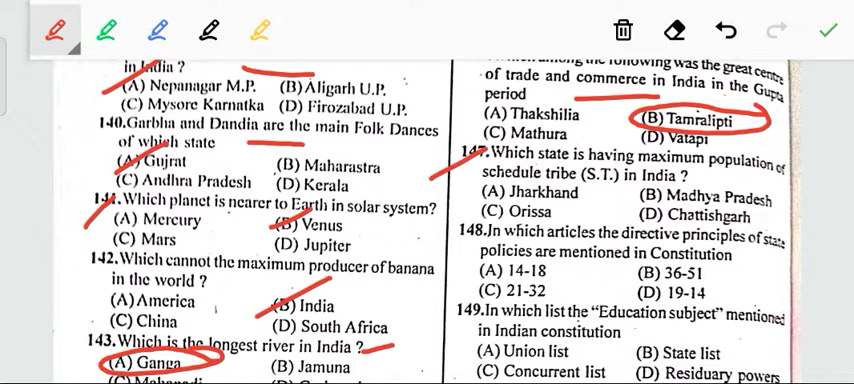 in India ?
(A) Nepanagar M.P. (B) Aligarh U.P.
(C) Mysore Karnatka (D) Firozabad U.P.
140.Garbha and Dandia are the main Folk Dances
of which state
(A) Gujrat (B) Maharastra
(C) Andhra Pradesh (D) Kerala
141.Which planet is nearer to Earth in solar system?
(A) Mercury (B) Venus
(C) Mars (D) Jupiter
142.Which cannot the maximum producer of banana
in the world ?
(A) America (B) India
(C) China (D) South Africa
143.Which is the longest river in India ?
(A) Ganga (B) Jamuna
(C) Mahanadi
among the following was the great centre
of trade and commerce in India in the Gupta
period
(A) Thakshilia (B) Tamralipti
(C) Mathura (D) Vatapi
147.Which state is having maximum population of
schedule tribe (S.T.) in India ?
(A) Jharkhand (B) Madhya Pradesh
(C) Orissa (D) Chattishgarh
148.In which articles the directive principles of state
policies are mentioned in Constitution
(A) 14-18 (B) 36-51
(C) 21-32 (D) 19-14
149.In which list the “Education subject” mentioned
in Indian constitution
(A) Union list (B) State list
(C) Concurrent list (D) Residuary powers